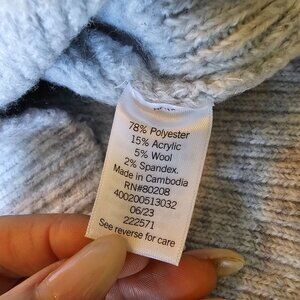 78% Polyester
15% Acrylic
5% Wool
2% Spandex.
Made in Cambodia
RN#80208
400200513032
06/23
222571
See reverse for care